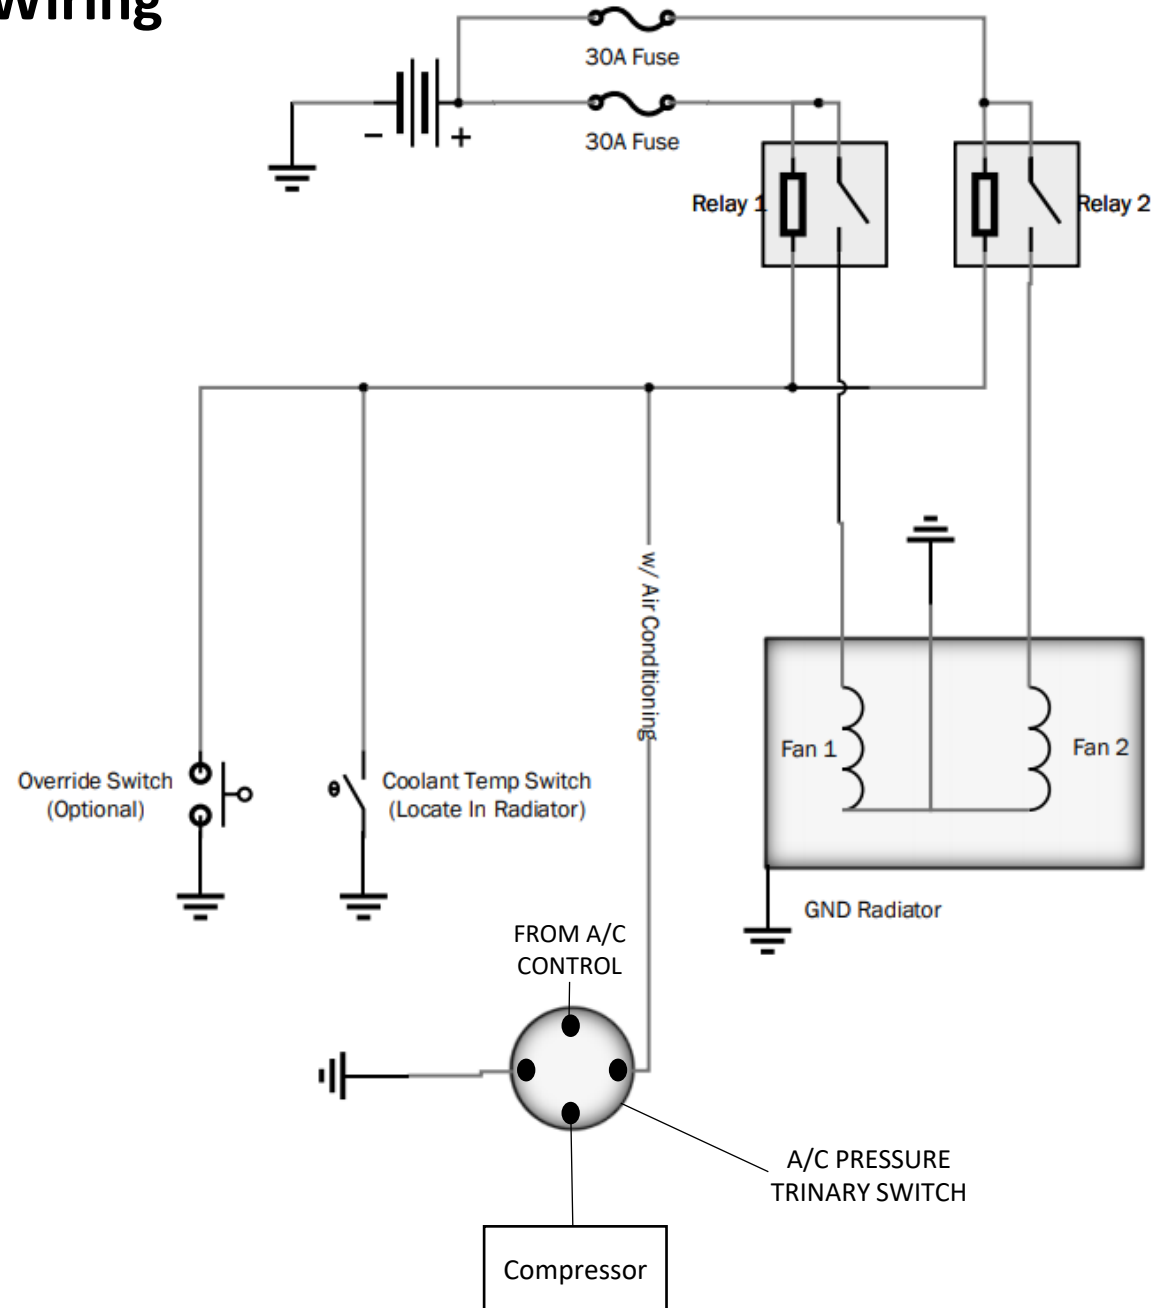 Wiring
30A Fuse
30A Fuse
− +
Relay 1
Relay 2
w/ Air Conditioning
Fan 1
Fan 2
Override Switch
(Optional)
θ
Coolant Temp Switch
(Locate In Radiator)
GND Radiator
FROM A/C
CONTROL
A/C PRESSURE
TRINARY SWITCH
Compressor